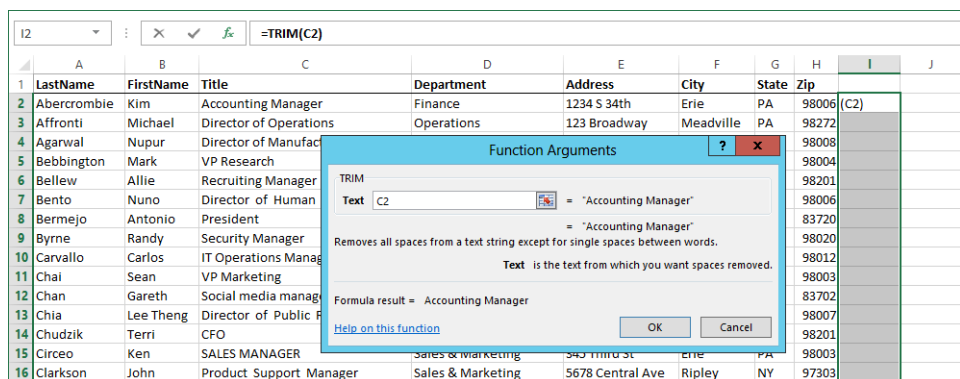 I2 fx =TRIM(C2)
A B C D E F G H I J
1 LastName FirstName Title Department Address City State Zip
2 Abercrombie Kim Accounting Manager Finance 1234 S 34th Erie PA 98006 (C2)
3 Affronti Michael Director of Operations Operations 123 Broadway Meadville PA 98272
4 Agarwal Nupur Director of Manufact 98008
Function Arguments ? x
5 Bebbington Mark VP Research 98004
TRIM
6 Bellew Allie Recruiting Manager 98201
Text C2 = "Accounting Manager"
7 Bento Nuno Director of Human 98006
8 Bermejo Antonio President 83720
= "Accounting Manager"
9 Byrne Randy Security Manager 98020
Removes all spaces from a text string except for single spaces between words.
10 Carvallo Carlos IT Operations Manag 98012
Text is the text from which you want spaces removed.
11 Chai Sean VP Marketing 98003
12 Chan Gareth Social media manage 83702
Formula result = Accounting Manager
13 Chia Lee Theng Director of Public 98007
Help on this function OK Cancel
14 Chudzik Terri CFO 98201
15 Circeo Ken SALES MANAGER Sales & Marketing 345 Third St Erie PA 98003
16 Clarkson John Product Support Manager Sales & Marketing 5678 Central Ave Ripley NY 97303